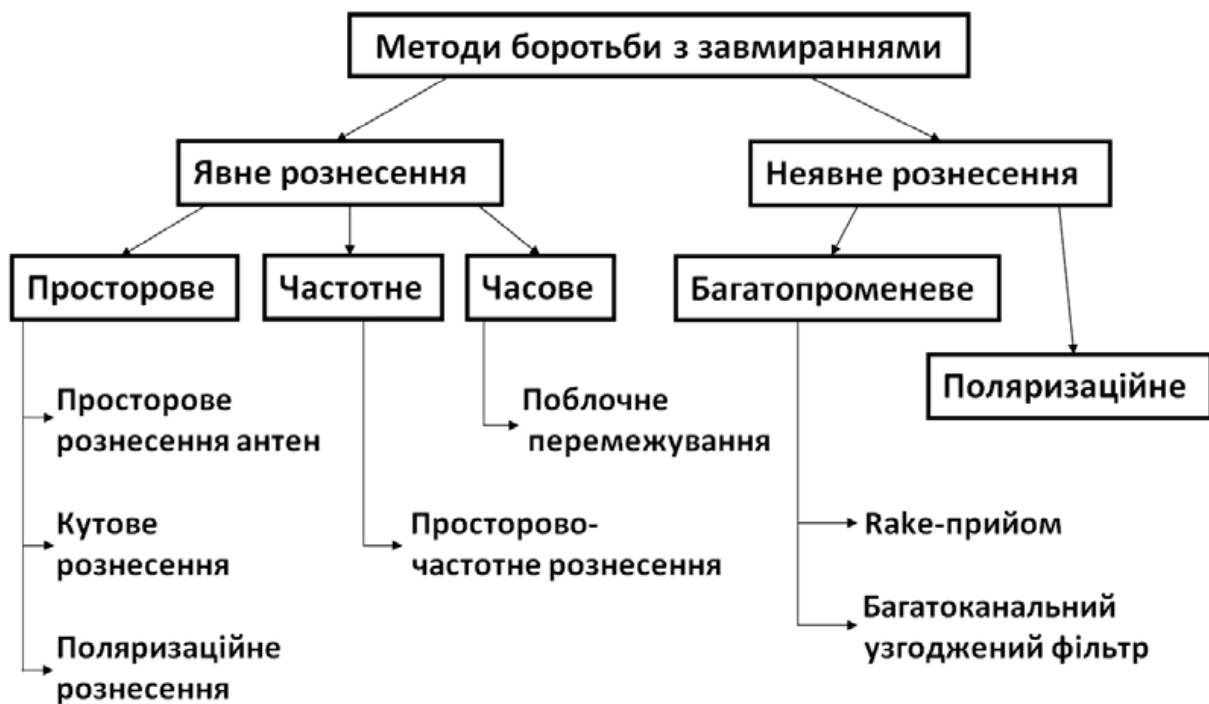 Методи боротьби з завмираннями
Явне рознесення
Неявне рознесення
Просторове
Частотне
Часове
Багатопроменеве
Поляризаційне
Просторове
рознесення антен
Кутове
рознесення
Поляризаційне
рознесення
Просторово-
частотне рознесення
Поблочне
перемежування
Rake-прийом
Багатоканальний
узгоджений фільтр